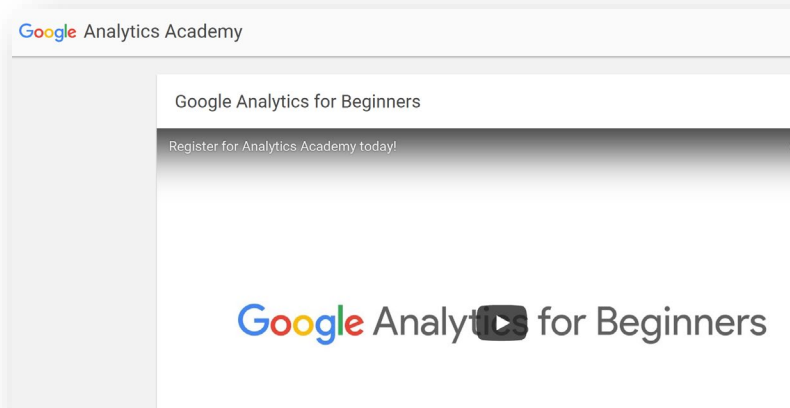 Google Analytics Academy
Google Analytics for Beginners
Register for Analytics Academy today!
Google Analytics for Beginners